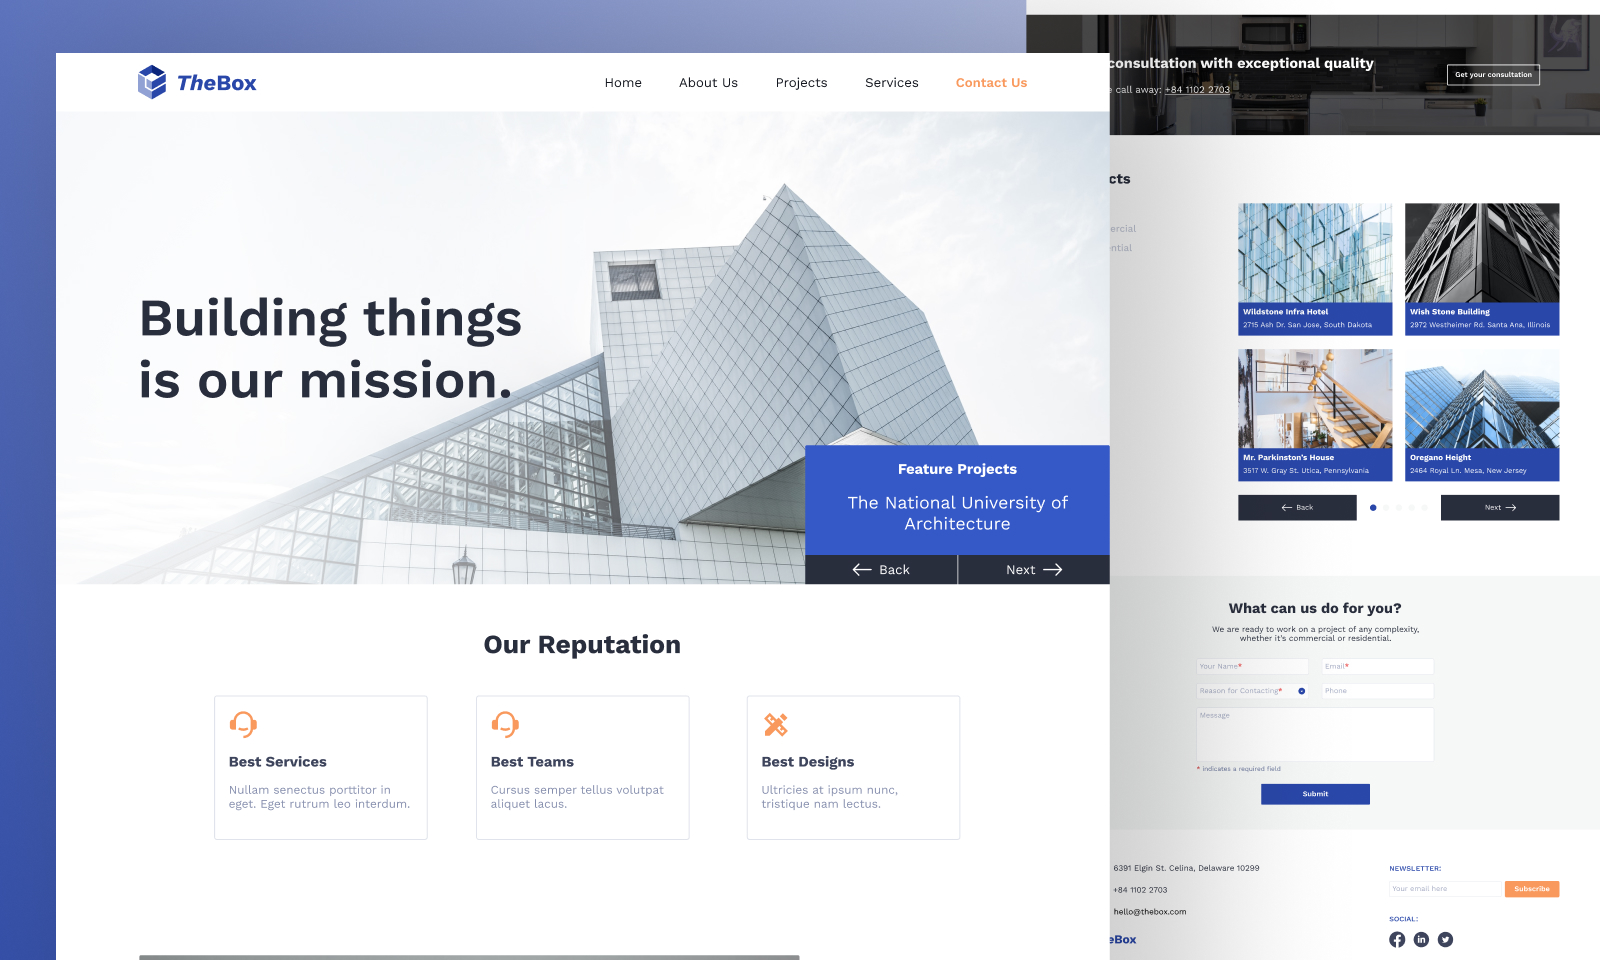 TheBox
Home
About Us
Projects
Services
Contact Us
Building things
is our mission.
Feature Projects
The National University of
Architecture
Back
Next
Our Reputation
Best Services
Nullam senectus porttitor in
eget. Eget rutrum leo interdum.
Best Teams
Cursus semper tellus volutpat
aliquet lacus.
Best Designs
Ultricies at ipsum nunc,
tristique nam lectus.
consultation with exceptional quality
call away: +84 1102 2703
Get your consultation
cts
ercial
ntial
Wildstone Infra Hotel
2715 Ash Dr. San Jose, South Dakota
Wish Stone Building
2972 Westheimer Rd. Santa Ana, Illinois
Mr. Parkinston's House
3517 W. Gray St. Utica, Pennsylvania
Oregano Height
2464 Royal Ln. Mesa, New Jersey
Back
Next
What can us do for you?
We are ready to work on a project of any complexity,
whether it's commercial or residential.
Your Name*
Email*
Reason for Contacting*
Phone
Message
* indicates a required field
Submit
6391 Elgin St. Celina, Delaware 10299
+84 1102 2703
hello@thebox.com
eBox
NEWSLETTER:
Your email here
Subscribe
SOCIAL: